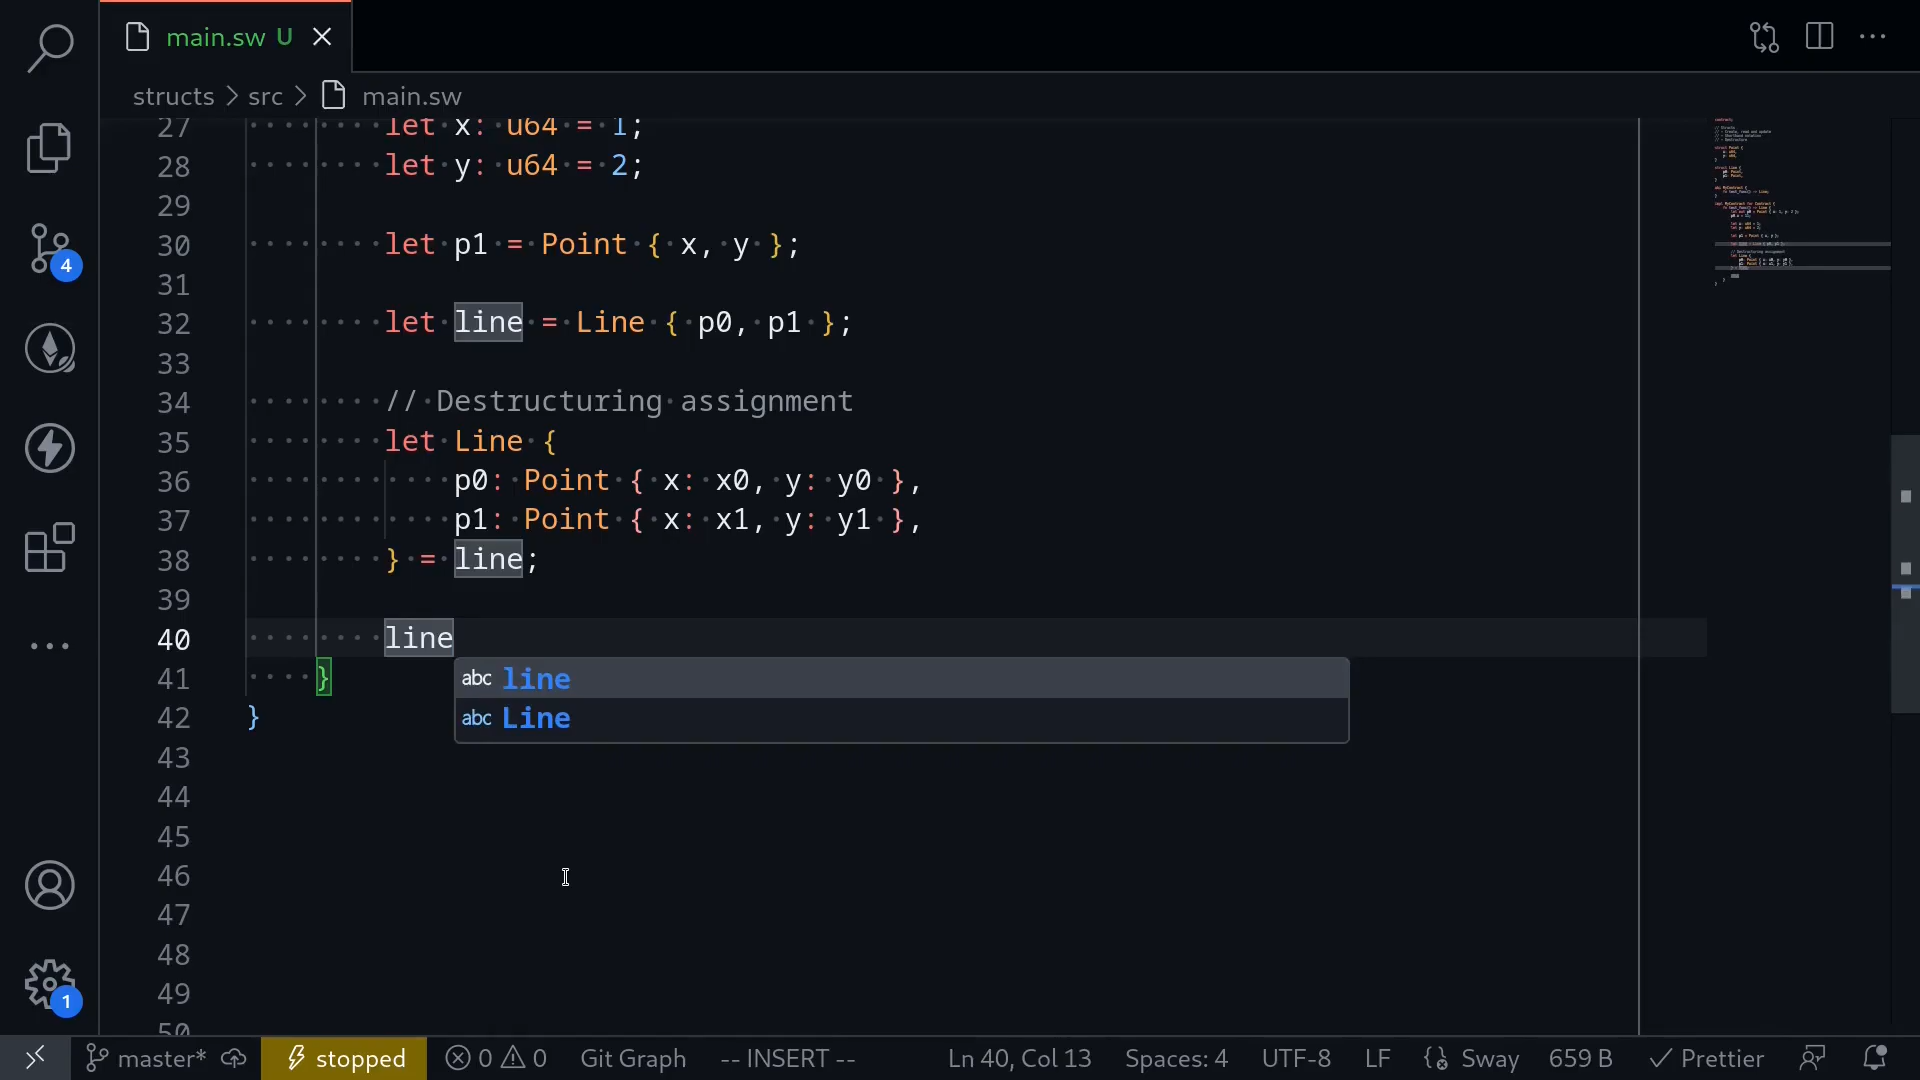 main.sw U
structs > src > main.sw
27 let x: u64 = 1;
28 let y: u64 = 2;
29
30 let p1 = Point { x, y };
31
32 let line = Line { p0, p1 };
33
34 // Destructuring assignment
35 let Line {
36 p0: Point { x: x0, y: y0 },
37 p1: Point { x: x1, y: y1 },
38 } = line;
39
40 line
41 }
abc line
42 }
abc Line
43
44
45
46
47
48
49
50
4
1
master* stopped 0 0 Git Graph -- INSERT -- Ln 40, Col 13 Spaces: 4 UTF-8 LF Sway 659 B Prettier